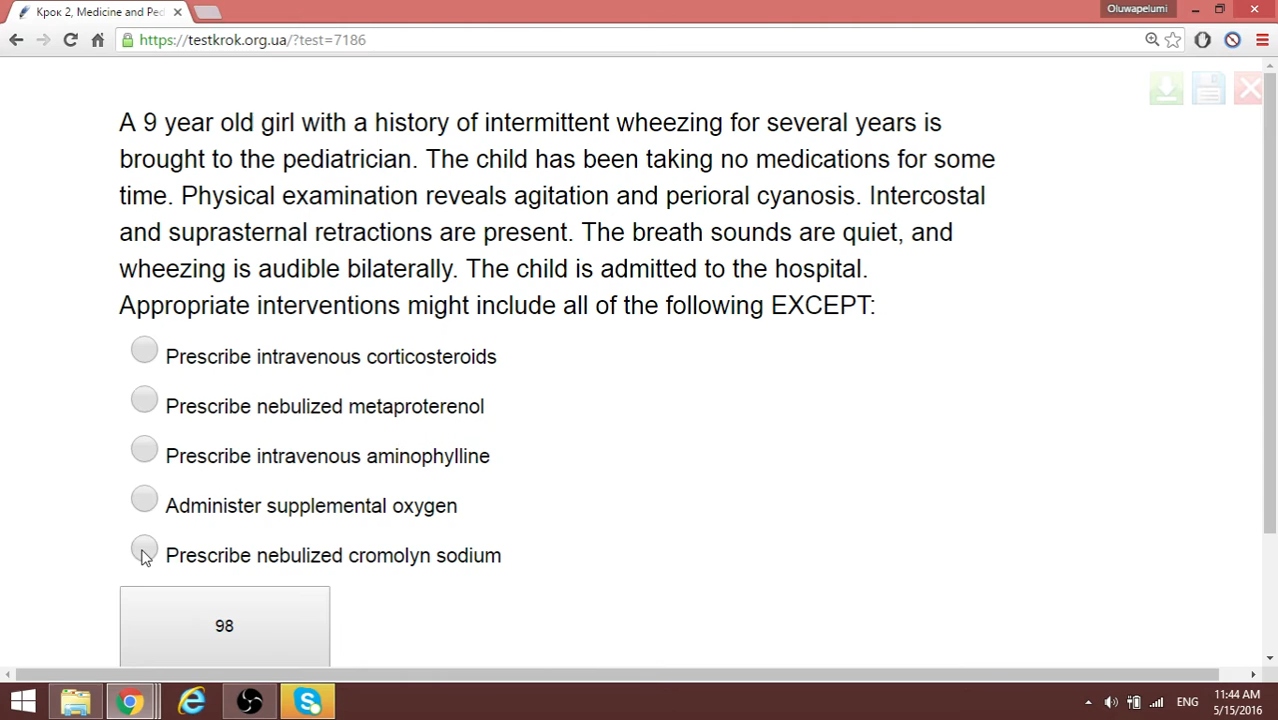 Крок 2, Medicine and Ped
Oluwapelumi
https://testkrok.org.ua/?test=7186
A 9 year old girl with a history of intermittent wheezing for several years is
brought to the pediatrician. The child has been taking no medications for some
time. Physical examination reveals agitation and perioral cyanosis. Intercostal
and suprasternal retractions are present. The breath sounds are quiet, and
wheezing is audible bilaterally. The child is admitted to the hospital.
Appropriate interventions might include all of the following EXCEPT:
Prescribe intravenous corticosteroids
Prescribe nebulized metaproterenol
Prescribe intravenous aminophylline
Administer supplemental oxygen
Prescribe nebulized cromolyn sodium
98
ENG
11:44 AM
5/15/2016